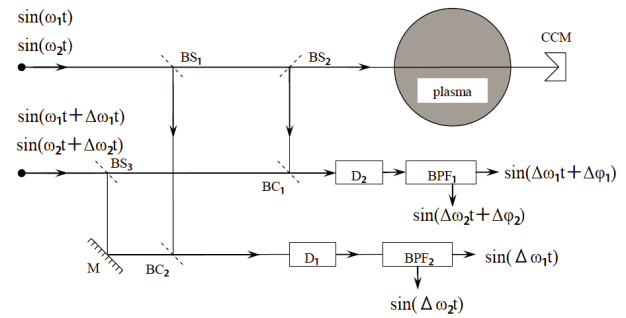 sin(ω₁t)
sin(ω₂t)
BS₁
BS₂
CCM
plasma
sin(ω₁t+Δω₁t)
sin(ω₂t+Δω₂t)
BS₃
BC₁
D₂
BPF₁
sin(Δω₁t+Δφ₁)
sin(Δω₂t+Δφ₂)
M
BC₂
D₁
BPF₂
sin(Δω₁t)
sin(Δω₂t)